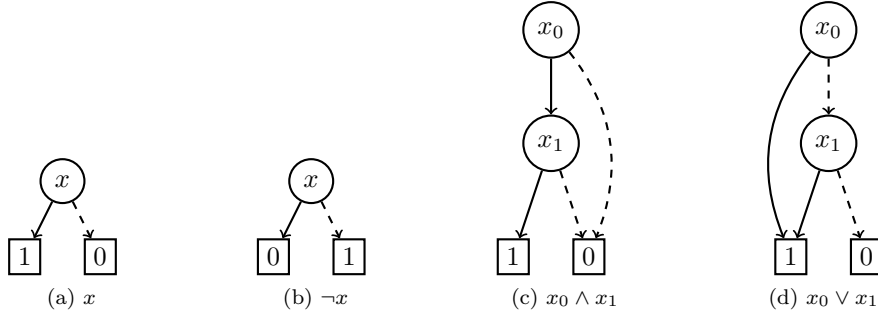 x₀ x₀
x₁ x₁
x x
1 0 0 1 1 0 1 0
(a) x (b) ¬x (c) x₀ ∧ x₁ (d) x₀ ∨ x₁